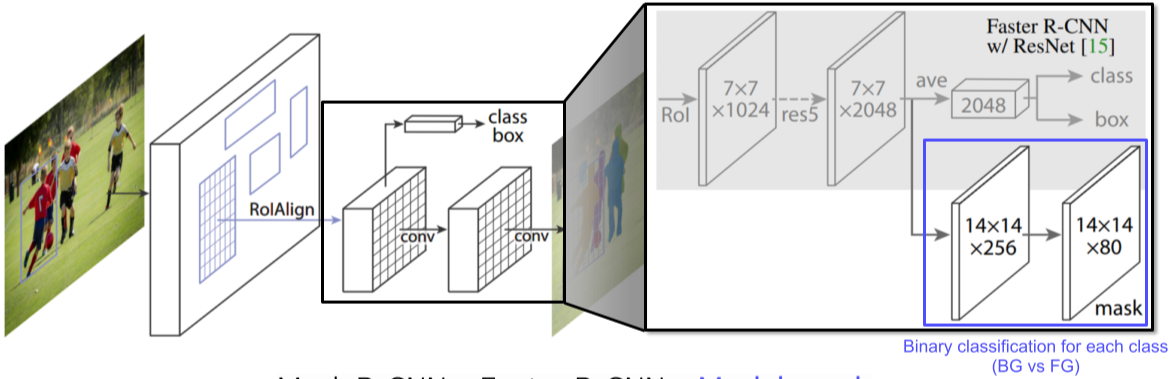 RoIAlign
class
box
conv
conv
Faster R-CNN
w/ ResNet [15]
RoI
7×7
×1024
res5
7×7
×2048
ave
2048
class
box
14×14
×256
14×14
×80
mask
Binary classification for each class
(BG vs FG)